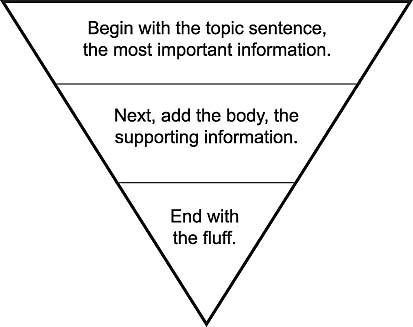 Begin with the topic sentence,
the most important information.
Next, add the body, the
supporting information.
End with
the fluff.